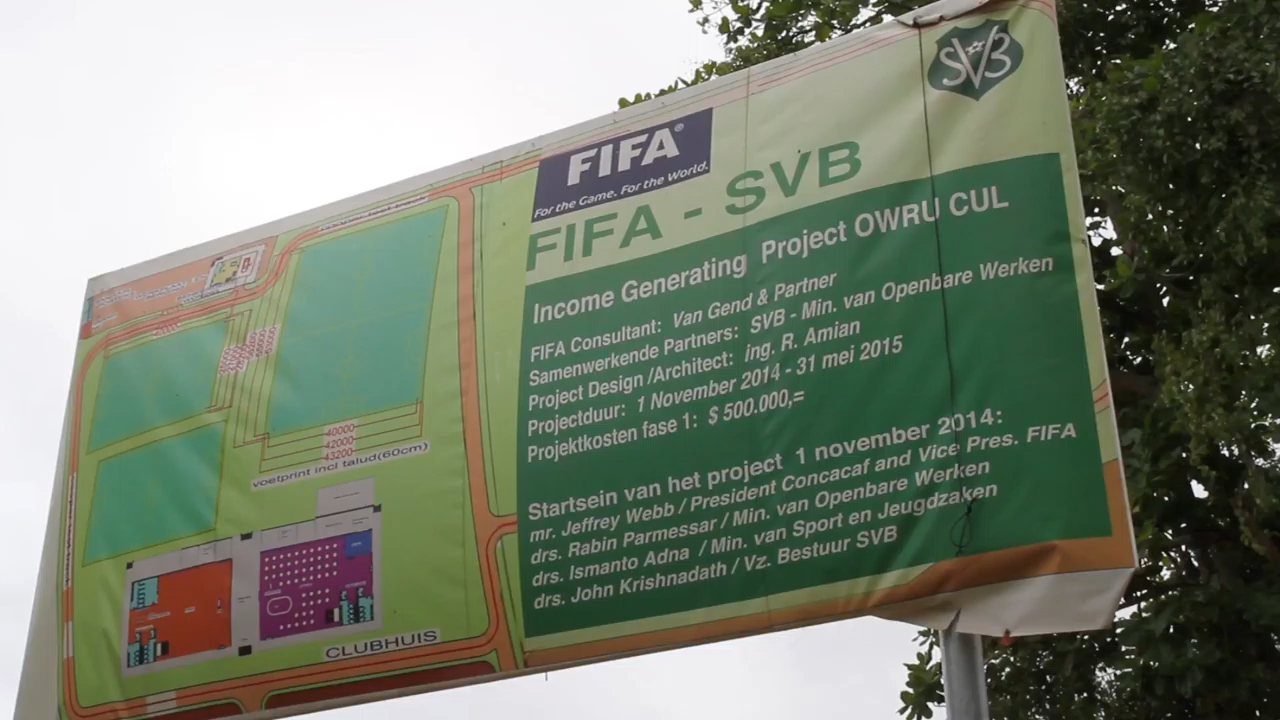 SVB
FIFA®
For the Game. For the World.
FIFA - SVB
Income Generating Project OWRU CUL
FIFA Consultant: Van Gend & Partner
Samenwerkende Partners: SVB - Min. van Openbare Werken
Project Design /Architect: ing. R. Amian
Projectduur: 1 November 2014 - 31 mei 2015
Projektkosten fase 1: $ 500.000,=
Startsein van het project 1 november 2014:
mr. Jeffrey Webb / President Concacaf and Vice Pres. FIFA
drs. Rabin Parmessar / Min. van Openbare Werken
drs. Ismanto Adna / Min. van Sport en Jeugdzaken
drs. John Krishnadath / Vz. Bestuur SVB
40000
42000
43200
voetprint incl talud(60cm)
CLUBHUIS